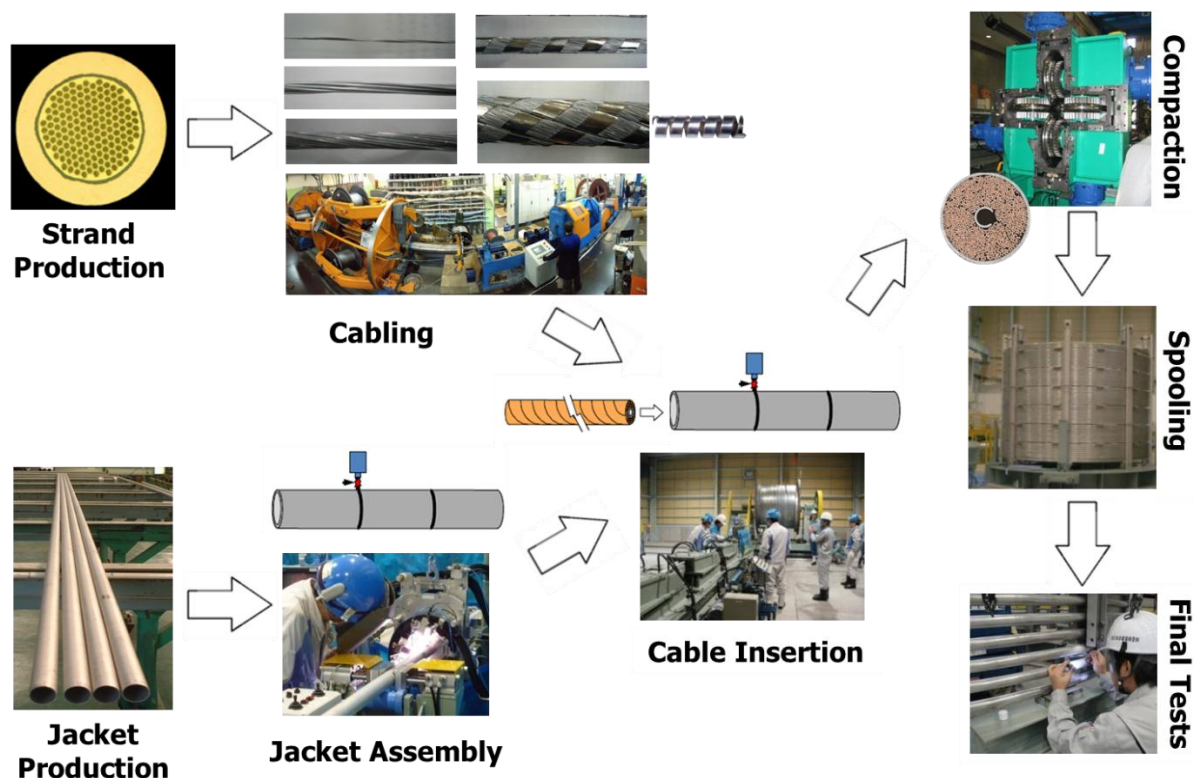 Strand
Production
Cabling
Jacket
Production
Jacket Assembly
Cable Insertion
Compaction
Spooling
Final Tests